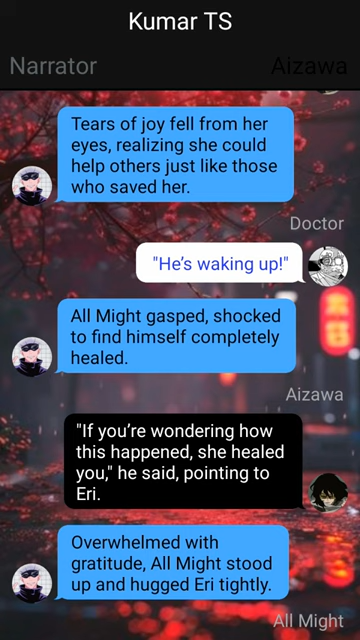 Kumar TS
Narrator
Aizawa
Tears of joy fell from her
eyes, realizing she could
help others just like those
who saved her.
Doctor
"He's waking up!"
All Might gasped, shocked
to find himself completely
healed.
Aizawa
"If you're wondering how
this happened, she healed
you," he said, pointing to
Eri.
Overwhelmed with
gratitude, All Might stood
up and hugged Eri tightly.
All Might